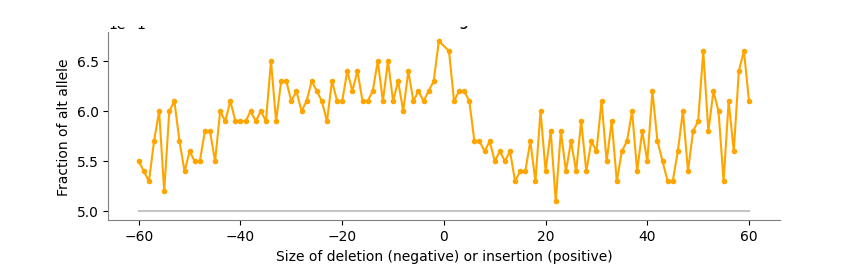 6.5
6.0
5.5
5.0
Fraction of alt allele
−60 −40 −20 0 20 40 60
Size of deletion (negative) or insertion (positive)